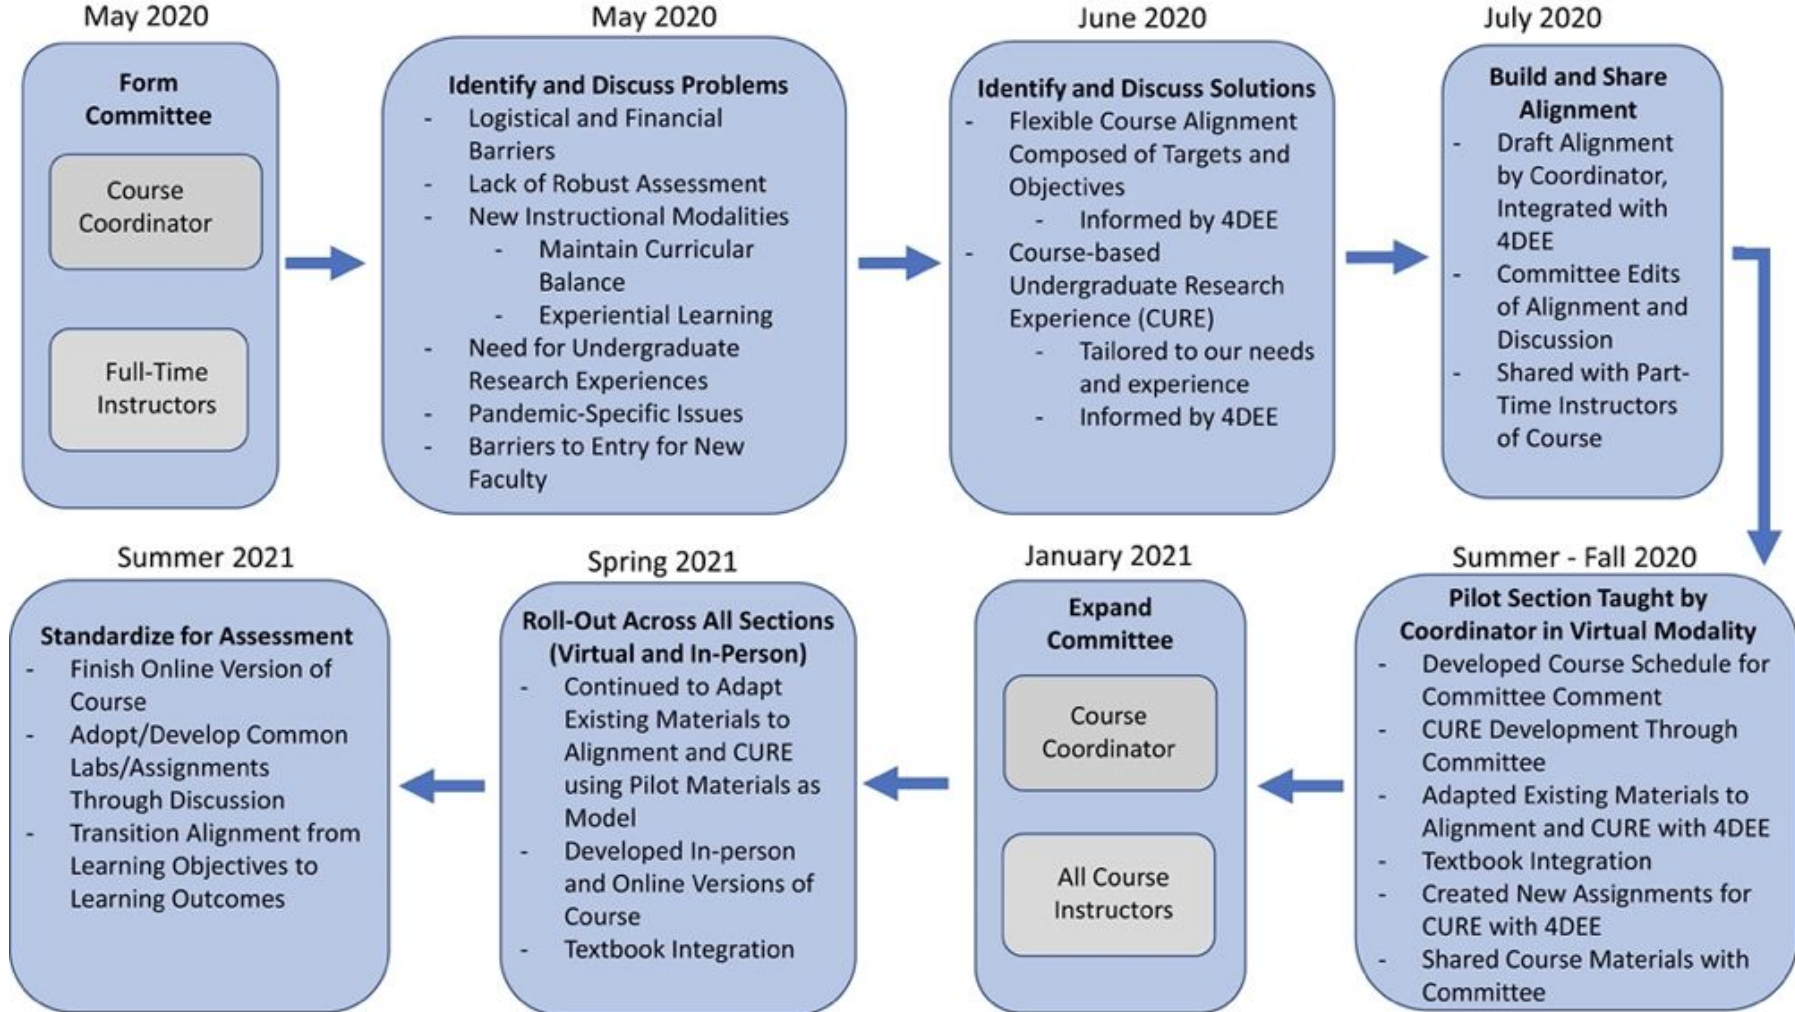 May 2020
Form
Committee
Course
Coordinator
Full-Time
Instructors
May 2020
Identify and Discuss Problems
- Logistical and Financial
Barriers
- Lack of Robust Assessment
- New Instructional Modalities
- Maintain Curricular
Balance
- Experiential Learning
- Need for Undergraduate
Research Experiences
- Pandemic-Specific Issues
- Barriers to Entry for New
Faculty
June 2020
Identify and Discuss Solutions
- Flexible Course Alignment
Composed of Targets and
Objectives
- Informed by 4DEE
- Course-based
Undergraduate Research
Experience (CURE)
- Tailored to our needs
and experience
- Informed by 4DEE
July 2020
Build and Share
Alignment
- Draft Alignment
by Coordinator,
Integrated with
4DEE
- Committee Edits
of Alignment and
Discussion
- Shared with Part-
Time Instructors
of Course
Summer - Fall 2020
Pilot Section Taught by
Coordinator in Virtual Modality
- Developed Course Schedule for
Committee Comment
- CURE Development Through
Committee
- Adapted Existing Materials to
Alignment and CURE with 4DEE
- Textbook Integration
- Created New Assignments for
CURE with 4DEE
- Shared Course Materials with
Committee
January 2021
Expand
Committee
Course
Coordinator
All Course
Instructors
Spring 2021
Roll-Out Across All Sections
(Virtual and In-Person)
- Continued to Adapt
Existing Materials to
Alignment and CURE
using Pilot Materials as
Model
- Developed In-person
and Online Versions of
Course
- Textbook Integration
Summer 2021
Standardize for Assessment
- Finish Online Version of
Course
- Adopt/Develop Common
Labs/Assignments
Through Discussion
- Transition Alignment from
Learning Objectives to
Learning Outcomes